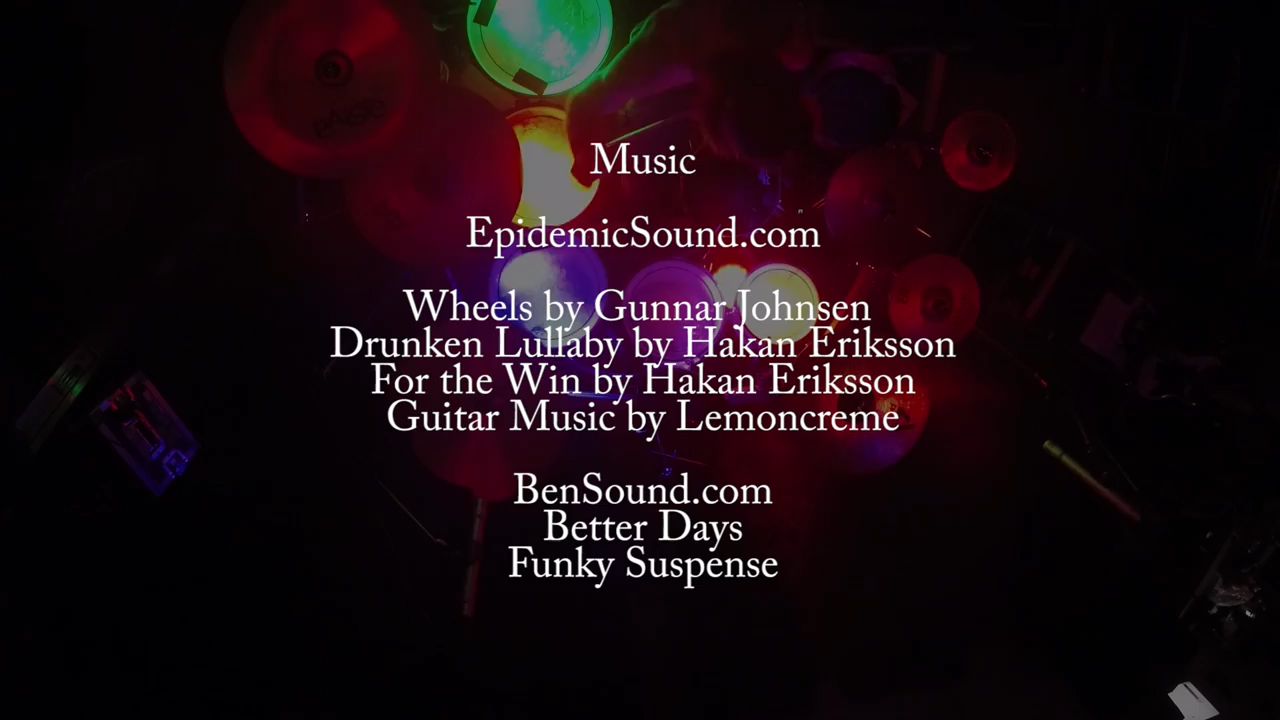 Music
EpidemicSound.com
Wheels by Gunnar Johnsen
Drunken Lullaby by Hakan Eriksson
For the Win by Hakan Eriksson
Guitar Music by Lemoncreme
BenSound.com
Better Days
Funky Suspense